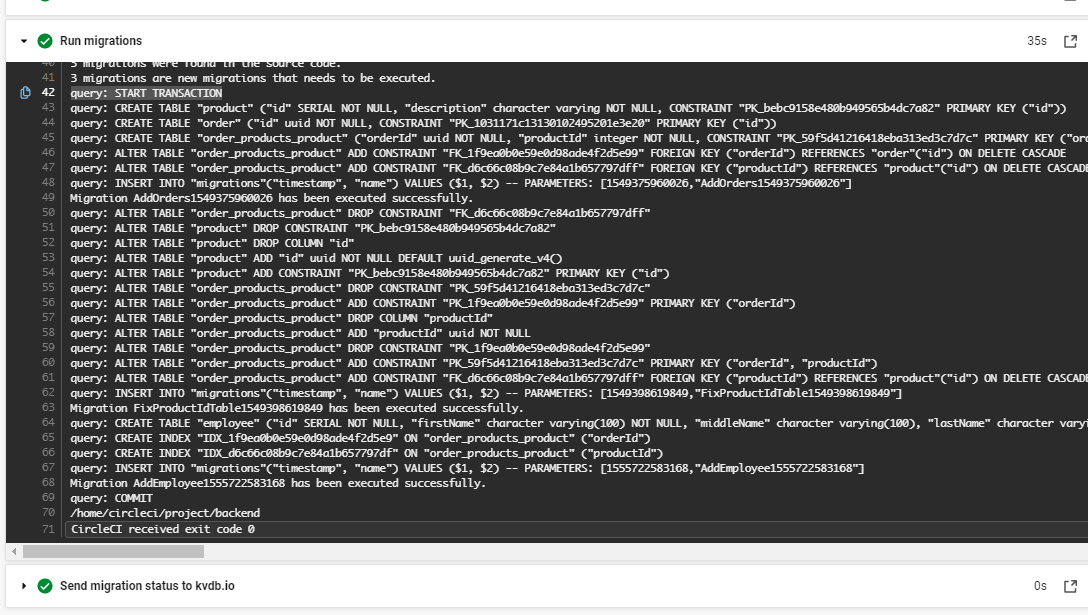 Run migrations
35s
40 3 migrations were found in the source code.
41 3 migrations are new migrations that needs to be executed.
42 query: START TRANSACTION
43 query: CREATE TABLE "product" ("id" SERIAL NOT NULL, "description" character varying NOT NULL, CONSTRAINT "PK_bebc9158e480b949565b4dc7a82" PRIMARY KEY ("id"))
44 query: CREATE TABLE "order" ("id" uuid NOT NULL, CONSTRAINT "PK_1031171c13130102495201e3e20" PRIMARY KEY ("id"))
45 query: CREATE TABLE "order_products_product" ("orderId" uuid NOT NULL, "productId" integer NOT NULL, CONSTRAINT "PK_59f5d41216418eba313ed3c7d7c" PRIMARY KEY ("ord
46 query: ALTER TABLE "order_products_product" ADD CONSTRAINT "FK_1f9ea0b0e59e0d98ade4f2d5e99" FOREIGN KEY ("orderId") REFERENCES "order"("id") ON DELETE CASCADE
47 query: ALTER TABLE "order_products_product" ADD CONSTRAINT "FK_d6c66c08b9c7e84a1b657797dff" FOREIGN KEY ("productId") REFERENCES "product"("id") ON DELETE CASCADE
48 query: INSERT INTO "migrations"("timestamp", "name") VALUES ($1, $2) -- PARAMETERS: [1549375960026,"AddOrders1549375960026"]
49 Migration AddOrders1549375960026 has been executed successfully.
50 query: ALTER TABLE "order_products_product" DROP CONSTRAINT "FK_d6c66c08b9c7e84a1b657797dff"
51 query: ALTER TABLE "product" DROP CONSTRAINT "PK_bebc9158e480b949565b4dc7a82"
52 query: ALTER TABLE "product" DROP COLUMN "id"
53 query: ALTER TABLE "product" ADD "id" uuid NOT NULL DEFAULT uuid_generate_v4()
54 query: ALTER TABLE "product" ADD CONSTRAINT "PK_bebc9158e480b949565b4dc7a82" PRIMARY KEY ("id")
55 query: ALTER TABLE "order_products_product" DROP CONSTRAINT "PK_59f5d41216418eba313ed3c7d7c"
56 query: ALTER TABLE "order_products_product" ADD CONSTRAINT "PK_1f9ea0b0e59e0d98ade4f2d5e99" PRIMARY KEY ("orderId")
57 query: ALTER TABLE "order_products_product" DROP COLUMN "productId"
58 query: ALTER TABLE "order_products_product" ADD "productId" uuid NOT NULL
59 query: ALTER TABLE "order_products_product" DROP CONSTRAINT "PK_1f9ea0b0e59e0d98ade4f2d5e99"
60 query: ALTER TABLE "order_products_product" ADD CONSTRAINT "PK_59f5d41216418eba313ed3c7d7c" PRIMARY KEY ("orderId", "productId")
61 query: ALTER TABLE "order_products_product" ADD CONSTRAINT "FK_d6c66c08b9c7e84a1b657797dff" FOREIGN KEY ("productId") REFERENCES "product"("id") ON DELETE CASCADE
62 query: INSERT INTO "migrations"("timestamp", "name") VALUES ($1, $2) -- PARAMETERS: [1549398619849,"FixProductIdTable1549398619849"]
63 Migration FixProductIdTable1549398619849 has been executed successfully.
64 query: CREATE TABLE "employee" ("id" SERIAL NOT NULL, "firstName" character varying(100) NOT NULL, "middleName" character varying(100), "lastName" character varyi
65 query: CREATE INDEX "IDX_1f9ea0b0e59e0d98ade4f2d5e9" ON "order_products_product" ("orderId")
66 query: CREATE INDEX "IDX_d6c66c08b9c7e84a1b657797df" ON "order_products_product" ("productId")
67 query: INSERT INTO "migrations"("timestamp", "name") VALUES ($1, $2) -- PARAMETERS: [1555722583168,"AddEmployee1555722583168"]
68 Migration AddEmployee1555722583168 has been executed successfully.
69 query: COMMIT
70 /home/circleci/project/backend
71 CircleCI received exit code 0
Send migration status to kvdb.io
0s